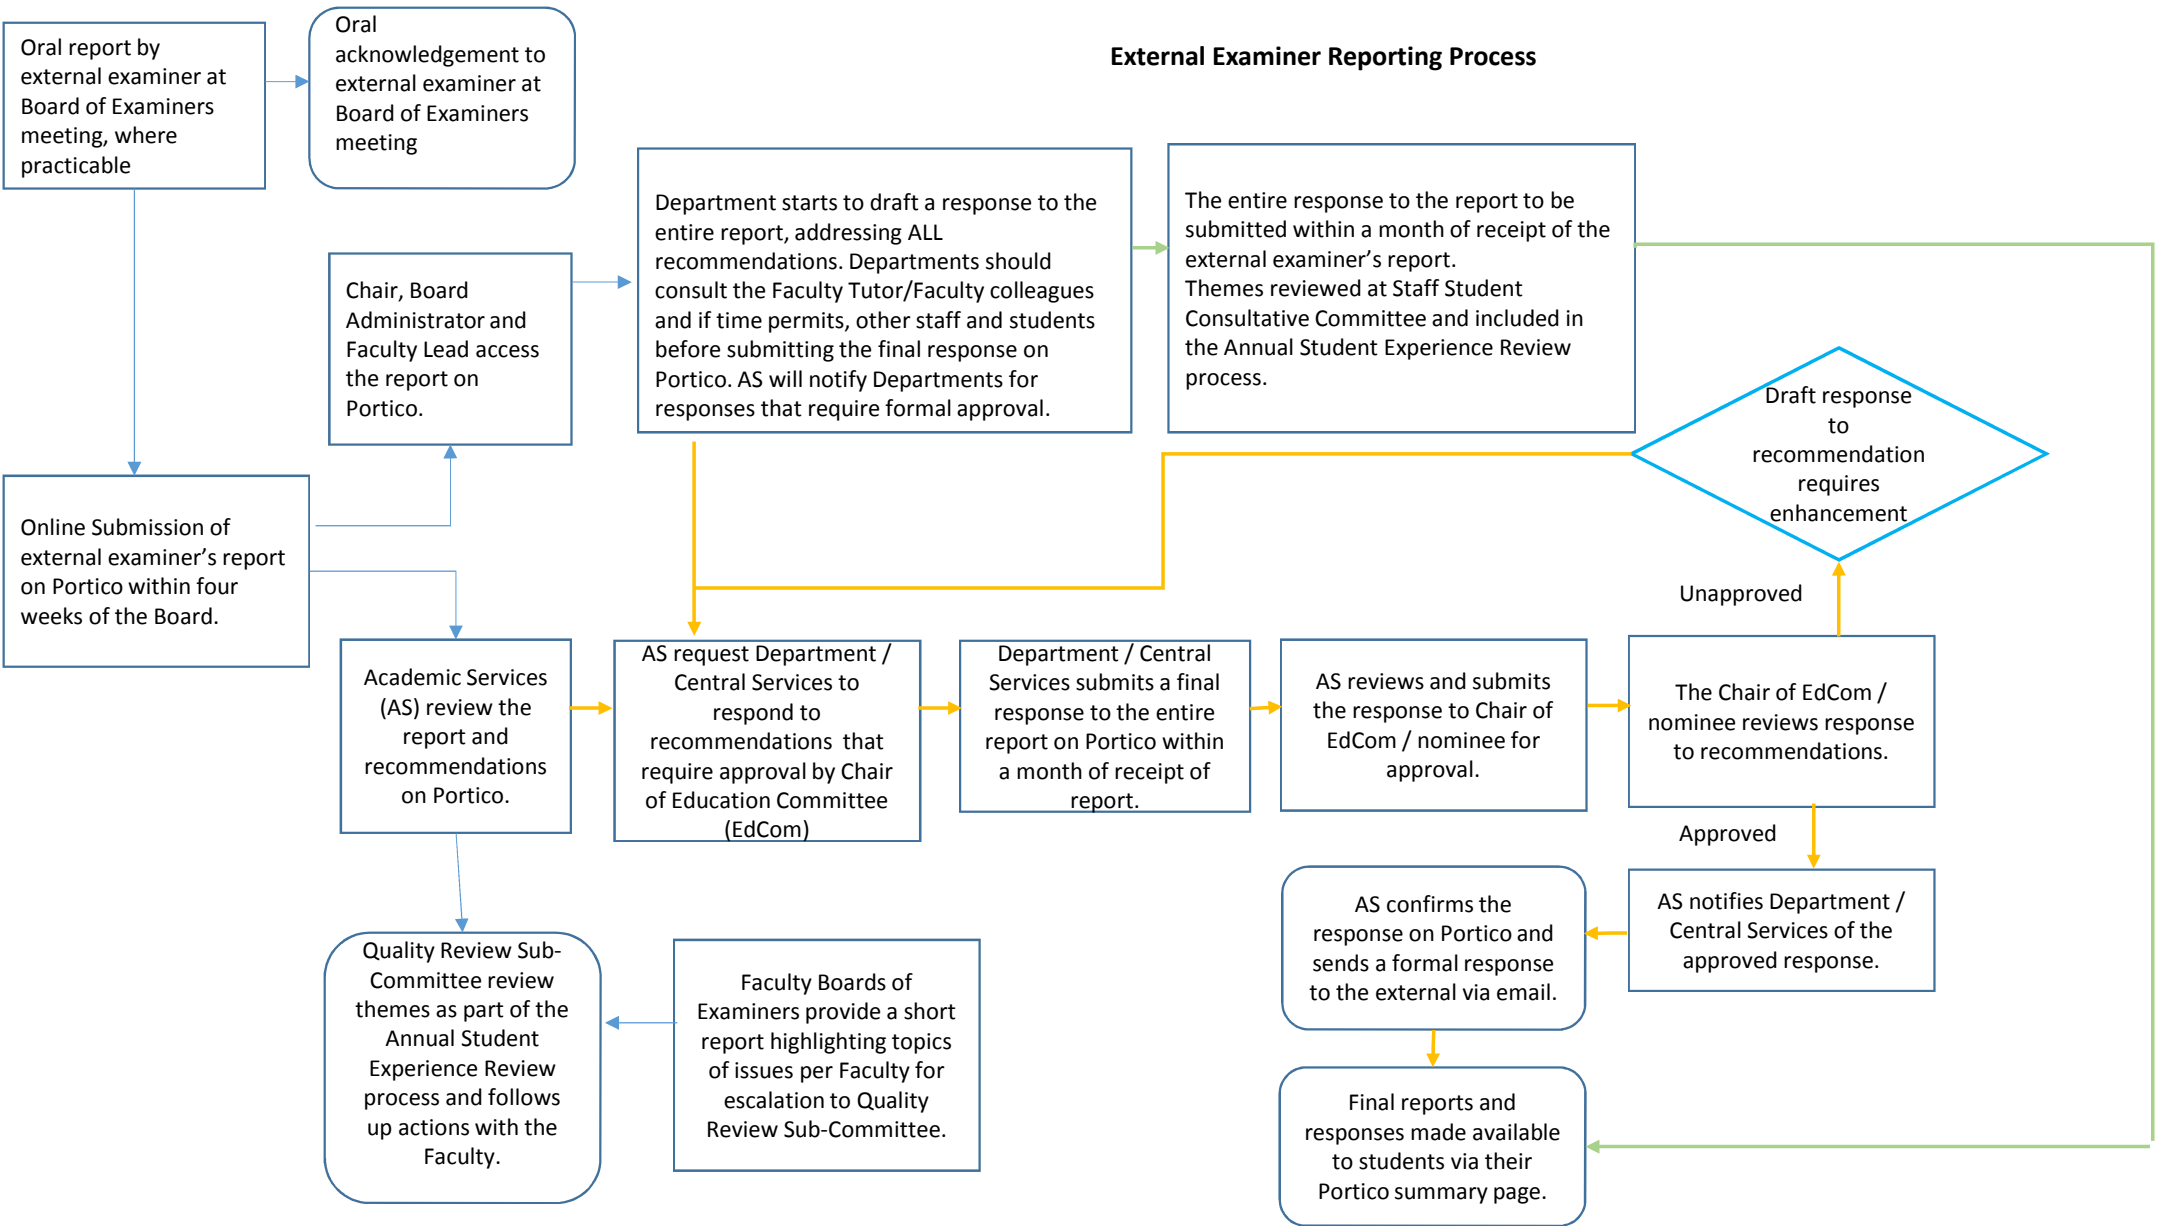 External Examiner Reporting Process
Oral report by
external examiner at
Board of Examiners
meeting, where
practicable
Oral
acknowledgement to
external examiner at
Board of Examiners
meeting
Online Submission of
external examiner’s report
on Portico within four
weeks of the Board.
Chair, Board
Administrator and
Faculty Lead access
the report on
Portico.
Department starts to draft a response to the
entire report, addressing ALL
recommendations. Departments should
consult the Faculty Tutor/Faculty colleagues
and if time permits, other staff and students
before submitting the final response on
Portico. AS will notify Departments for
responses that require formal approval.
The entire response to the report to be
submitted within a month of receipt of the
external examiner’s report.
Themes reviewed at Staff Student
Consultative Committee and included in
the Annual Student Experience Review
process.
Draft response
to
recommendation
requires
enhancement
Unapproved
Academic Services
(AS) review the
report and
recommendations
on Portico.
AS request Department /
Central Services to
respond to
recommendations that
require approval by Chair
of Education Committee
(EdCom)
Department / Central
Services submits a final
response to the entire
report on Portico within
a month of receipt of
report.
AS reviews and submits
the response to Chair of
EdCom / nominee for
approval.
The Chair of EdCom /
nominee reviews response
to recommendations.
Approved
AS notifies Department /
Central Services of the
approved response.
AS confirms the
response on Portico and
sends a formal response
to the external via email.
Final reports and
responses made available
to students via their
Portico summary page.
Quality Review Sub-
Committee review
themes as part of the
Annual Student
Experience Review
process and follows
up actions with the
Faculty.
Faculty Boards of
Examiners provide a short
report highlighting topics
of issues per Faculty for
escalation to Quality
Review Sub-Committee.